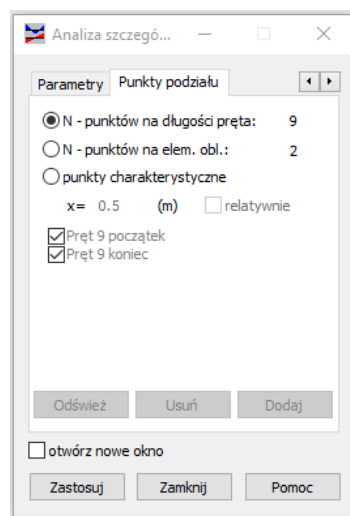 Analiza szczegó...
Parametry Punkty podziału
N - punktów na długości pręta: 9
N - punktów na elem. obl.: 2
punkty charakterystyczne
x= 0.5 (m) relatywnie
Pręt 9 początek
Pręt 9 koniec
Odśwież Usuń Dodaj
otwórz nowe okno
Zastosuj Zamknij Pomoc